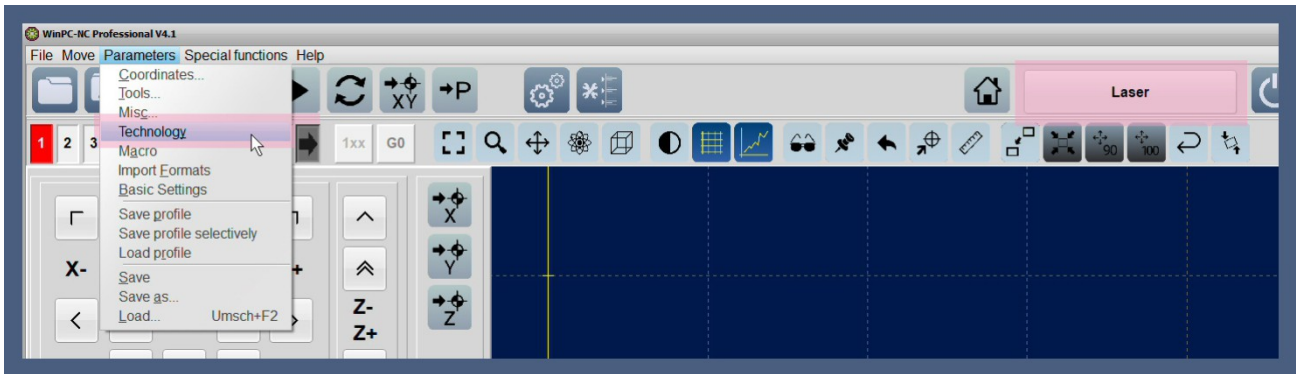 WinPC-NC Professional V4.1
File Move Parameters Special functions Help
Coordinates...
Tools...
Misc...
Technology
Macro
Import Formats
Basic Settings
Save profile
Save profile selectively
Load profile
Save
Save as...
Load... Umsch+F2
XY
P
Laser
1 2 3
1xx G0
90
100
X-
+
Z-
Z+
X
Y
Z